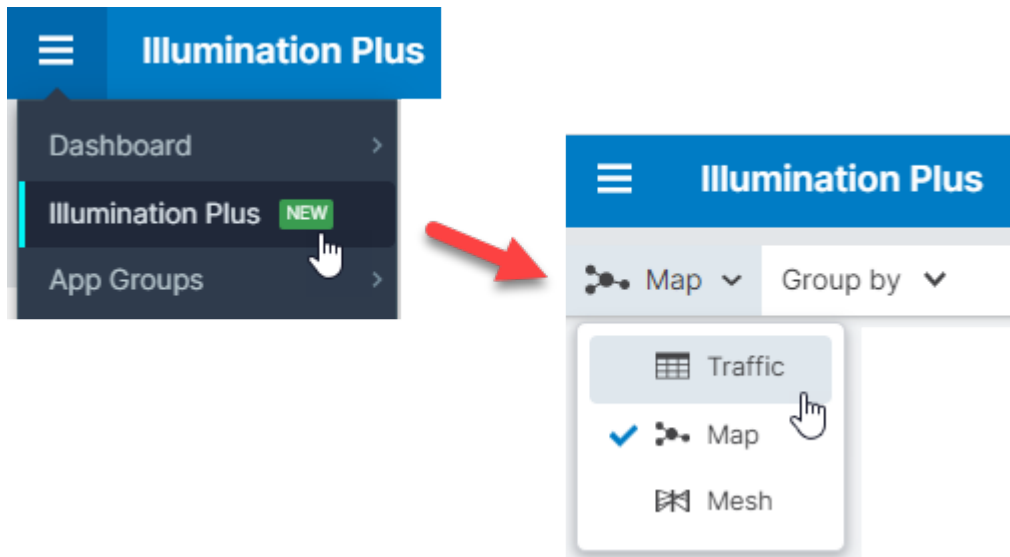 Illumination Plus
Dashboard
Illumination Plus NEW
App Groups
Illumination Plus
Map Group by
Traffic
Map
Mesh